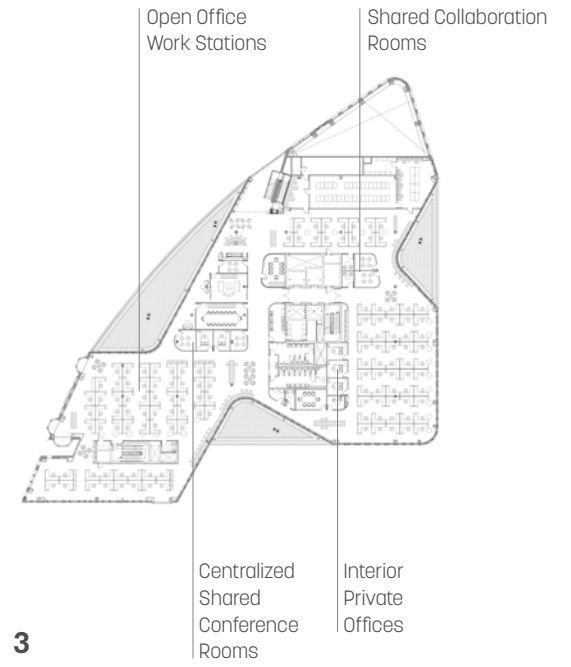 Open Office
Work Stations
Shared Collaboration
Rooms
Centralized
Shared
Conference
Rooms
Interior
Private
Offices
3